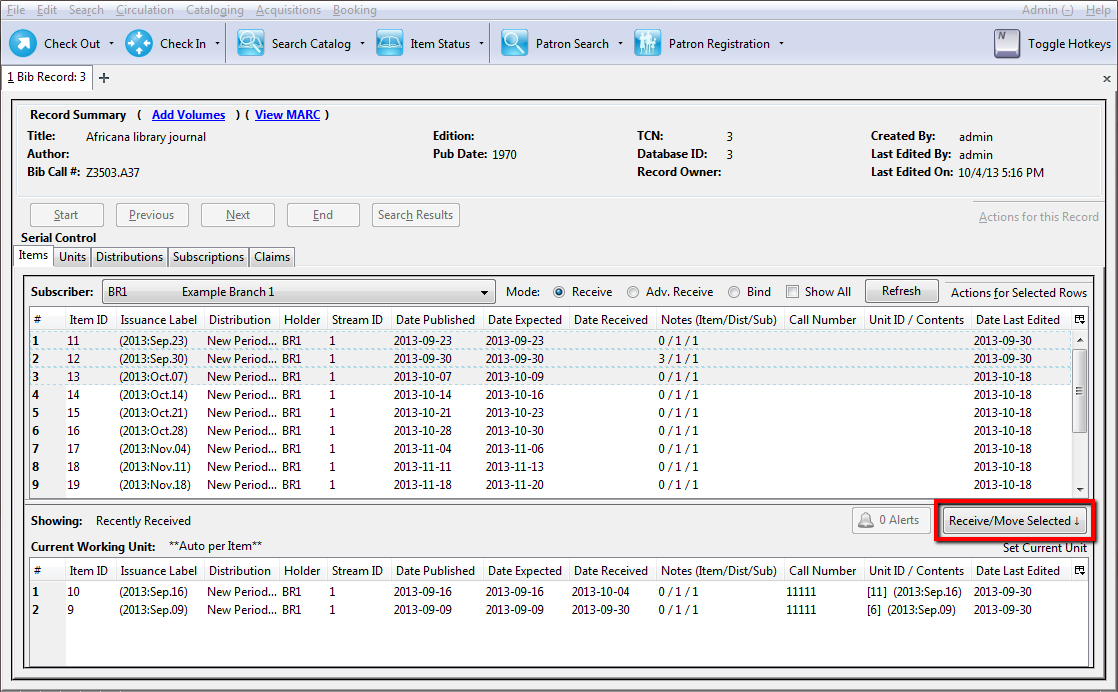 File Edit Search Circulation Cataloging Acquisitions Booking Admin (-) Help
Check Out Check In Search Catalog Item Status Patron Search Patron Registration N Toggle Hotkeys
1 Bib Record: 3 + ×
Record Summary ( Add Volumes ) ( View MARC )
Title: Africana library journal Edition: TCN: 3 Created By: admin
Author: Pub Date: 1970 Database ID: 3 Last Edited By: admin
Bib Call #: Z3503.A37 Record Owner: Last Edited On: 10/4/13 5:16 PM
Start Previous Next End Search Results Actions for this Record
Serial Control
Items Units Distributions Subscriptions Claims
Subscriber: BR1 Example Branch 1 Mode: Receive Adv. Receive Bind Show All Refresh Actions for Selected Rows
# Item ID Issuance Label Distribution Holder Stream ID Date Published Date Expected Date Received Notes (Item/Dist/Sub) Call Number Unit ID / Contents Date Last Edited
1 11 (2013:Sep.23) New Period... BR1 1 2013-09-23 2013-09-23 0 / 1 / 1 2013-09-30
2 12 (2013:Sep.30) New Period... BR1 1 2013-09-30 2013-09-30 3 / 1 / 1 2013-09-30
3 13 (2013:Oct.07) New Period... BR1 1 2013-10-07 2013-10-09 0 / 1 / 1 2013-10-18
4 14 (2013:Oct.14) New Period... BR1 1 2013-10-14 2013-10-16 0 / 1 / 1 2013-10-18
5 15 (2013:Oct.21) New Period... BR1 1 2013-10-21 2013-10-23 0 / 1 / 1 2013-10-18
6 16 (2013:Oct.28) New Period... BR1 1 2013-10-28 2013-10-30 0 / 1 / 1 2013-10-18
7 17 (2013:Nov.04) New Period... BR1 1 2013-11-04 2013-11-06 0 / 1 / 1 2013-10-18
8 18 (2013:Nov.11) New Period... BR1 1 2013-11-11 2013-11-13 0 / 1 / 1 2013-10-18
9 19 (2013:Nov.18) New Period... BR1 1 2013-11-18 2013-11-20 0 / 1 / 1 2013-10-18
Showing: Recently Received 0 Alerts Receive/Move Selected ↓
Current Working Unit: **Auto per Item** Set Current Unit
# Item ID Issuance Label Distribution Holder Stream ID Date Published Date Expected Date Received Notes (Item/Dist/Sub) Call Number Unit ID / Contents Date Last Edited
1 10 (2013:Sep.16) New Period... BR1 1 2013-09-16 2013-09-16 2013-10-04 0 / 1 / 1 11111 [11] (2013:Sep.16) 2013-09-30
2 9 (2013:Sep.09) New Period... BR1 1 2013-09-09 2013-09-09 2013-09-30 0 / 1 / 1 11111 [6] (2013:Sep.09) 2013-09-30